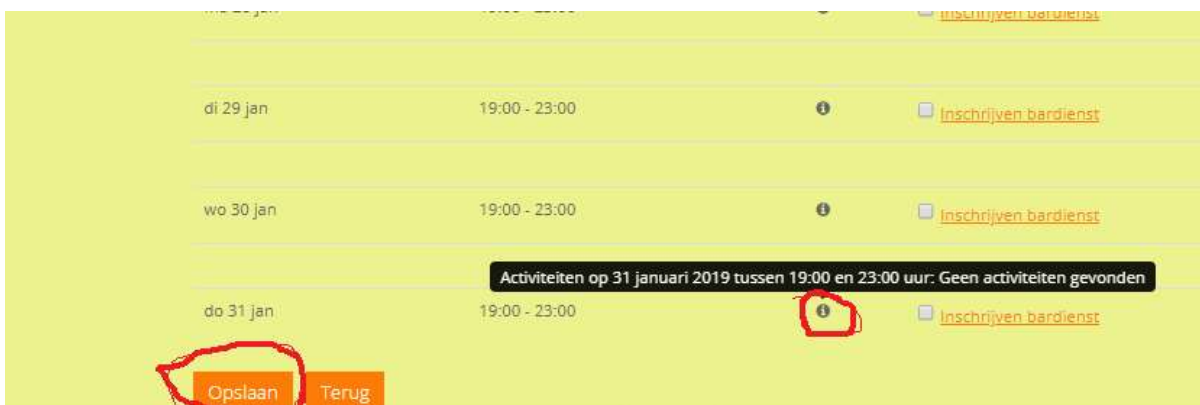 Inschrijven bardienst
di 29 jan 19:00 - 23:00 Inschrijven bardienst
wo 30 jan 19:00 - 23:00 Inschrijven bardienst
Activiteiten op 31 januari 2019 tussen 19:00 en 23:00 uur: Geen activiteiten gevonden
do 31 jan 19:00 - 23:00 Inschrijven bardienst
Opslaan Terug